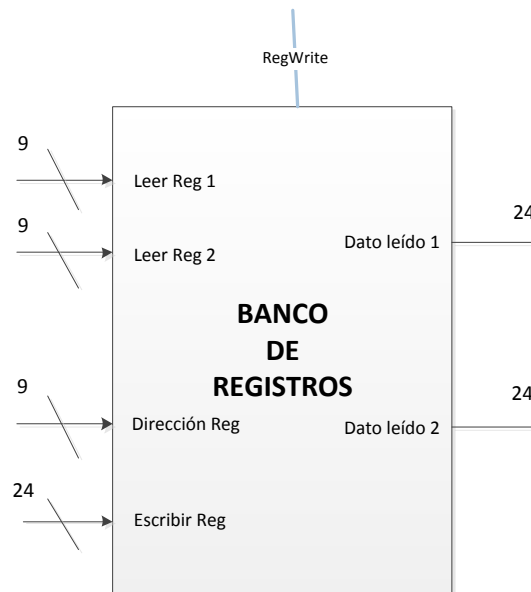 RegWrite
9
Leer Reg 1
9
Leer Reg 2
24
Dato leído 1
BANCO
DE
REGISTROS
9
Dirección Reg
24
Dato leído 2
24
Escribir Reg